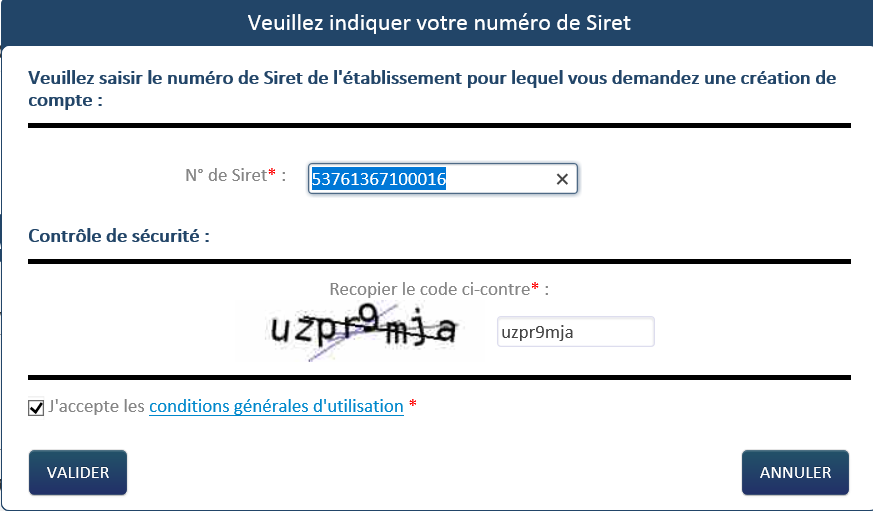 Veuillez indiquer votre numéro de Siret
Veuillez saisir le numéro de Siret de l'établissement pour lequel vous demandez une création de
compte :
N° de Siret* : 53761367100016 ✕
Contrôle de sécurité :
Recopier le code ci-contre* :
uzpr9mja uzpr9mja
J'accepte les conditions générales d'utilisation *
VALIDER ANNULER